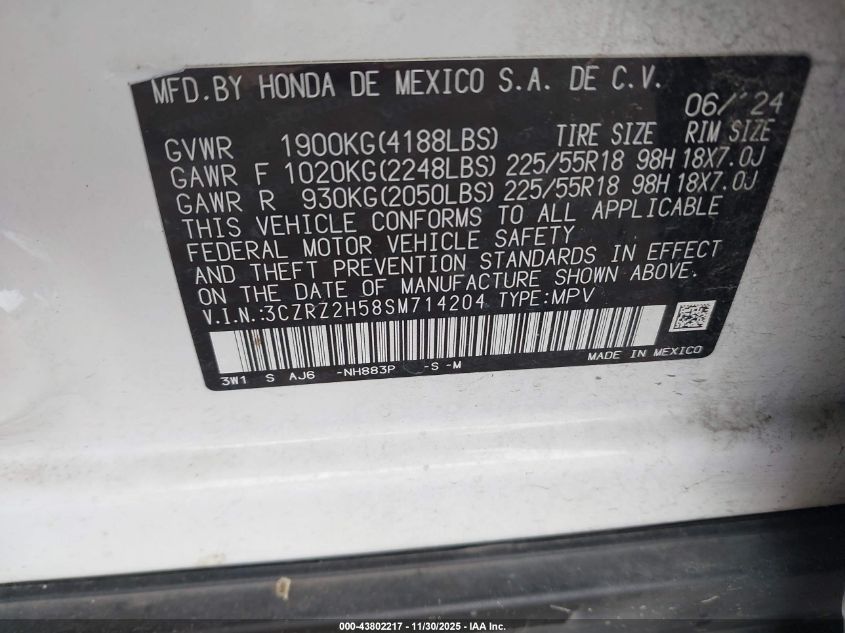 MFD.BY HONDA DE MEXICO S.A. DE C.V.
06/'24
GVWR 1900KG(4188LBS) TIRE SIZE RIM SIZE
GAWR F 1020KG(2248LBS) 225/55R18 98H 18X7.0J
GAWR R 930KG(2050LBS) 225/55R18 98H 18X7.0J
THIS VEHICLE CONFORMS TO ALL APPLICABLE
FEDERAL MOTOR VEHICLE SAFETY
AND THEFT PREVENTION STANDARDS IN EFFECT
ON THE DATE OF MANUFACTURE SHOWN ABOVE.
V.I.N.:3CZRZ2H58SM714204 TYPE:MPV
MADE IN MEXICO
3W1 S AJ6 -NH883P -S -M
000-43802217 - 11/30/2025 - IAA Inc.